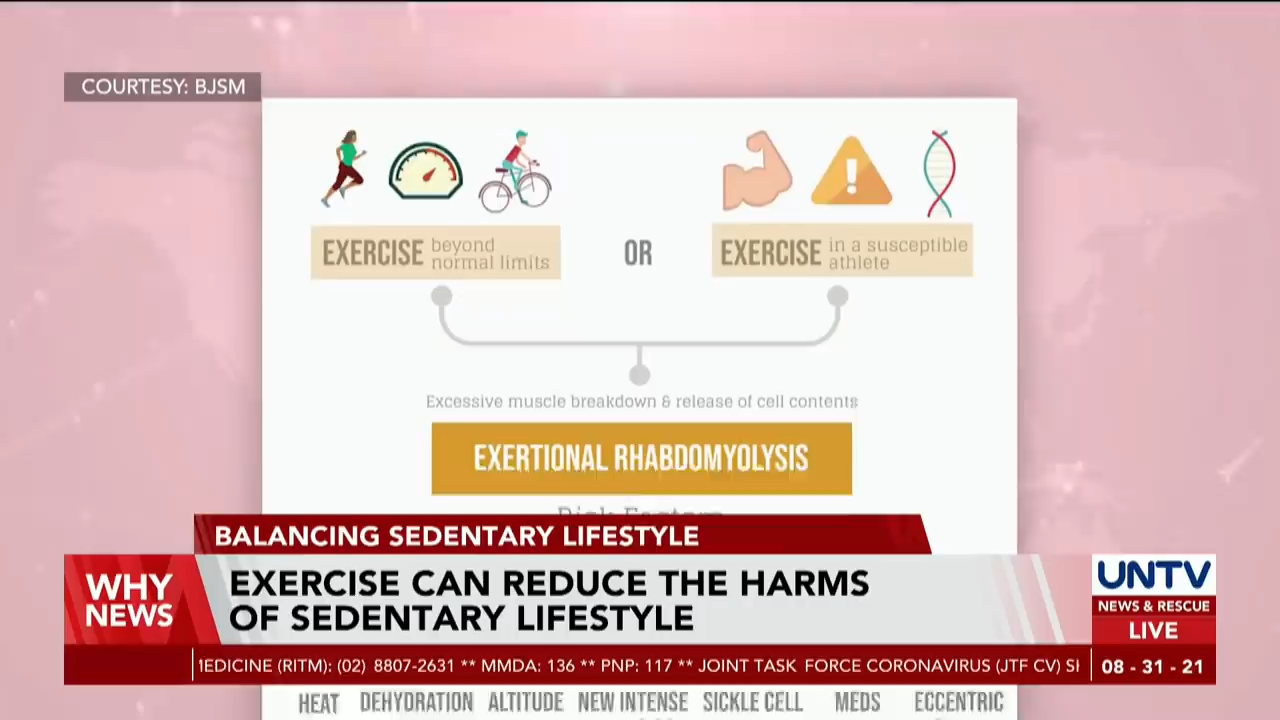 COURTESY: BJSM
EXERCISE beyond normal limits
OR
EXERCISE in a susceptible athlete
Excessive muscle breakdown & release of cell contents
EXERTIONAL RHABDOMYOLYSIS
Risk Factors
BALANCING SEDENTARY LIFESTYLE
WHY NEWS
EXERCISE CAN REDUCE THE HARMS
OF SEDENTARY LIFESTYLE
UNTV
NEWS & RESCUE
LIVE
(RITM): (02) 8807-2631 ** MMDA: 136 ** PNP: 117 ** JOINT TASK FORCE CORONAVIRUS (JTF CV)
08 - 31 - 21
HEAT DEHYDRATION ALTITUDE NEW INTENSE SICKLE CELL MEDS ECCENTRIC